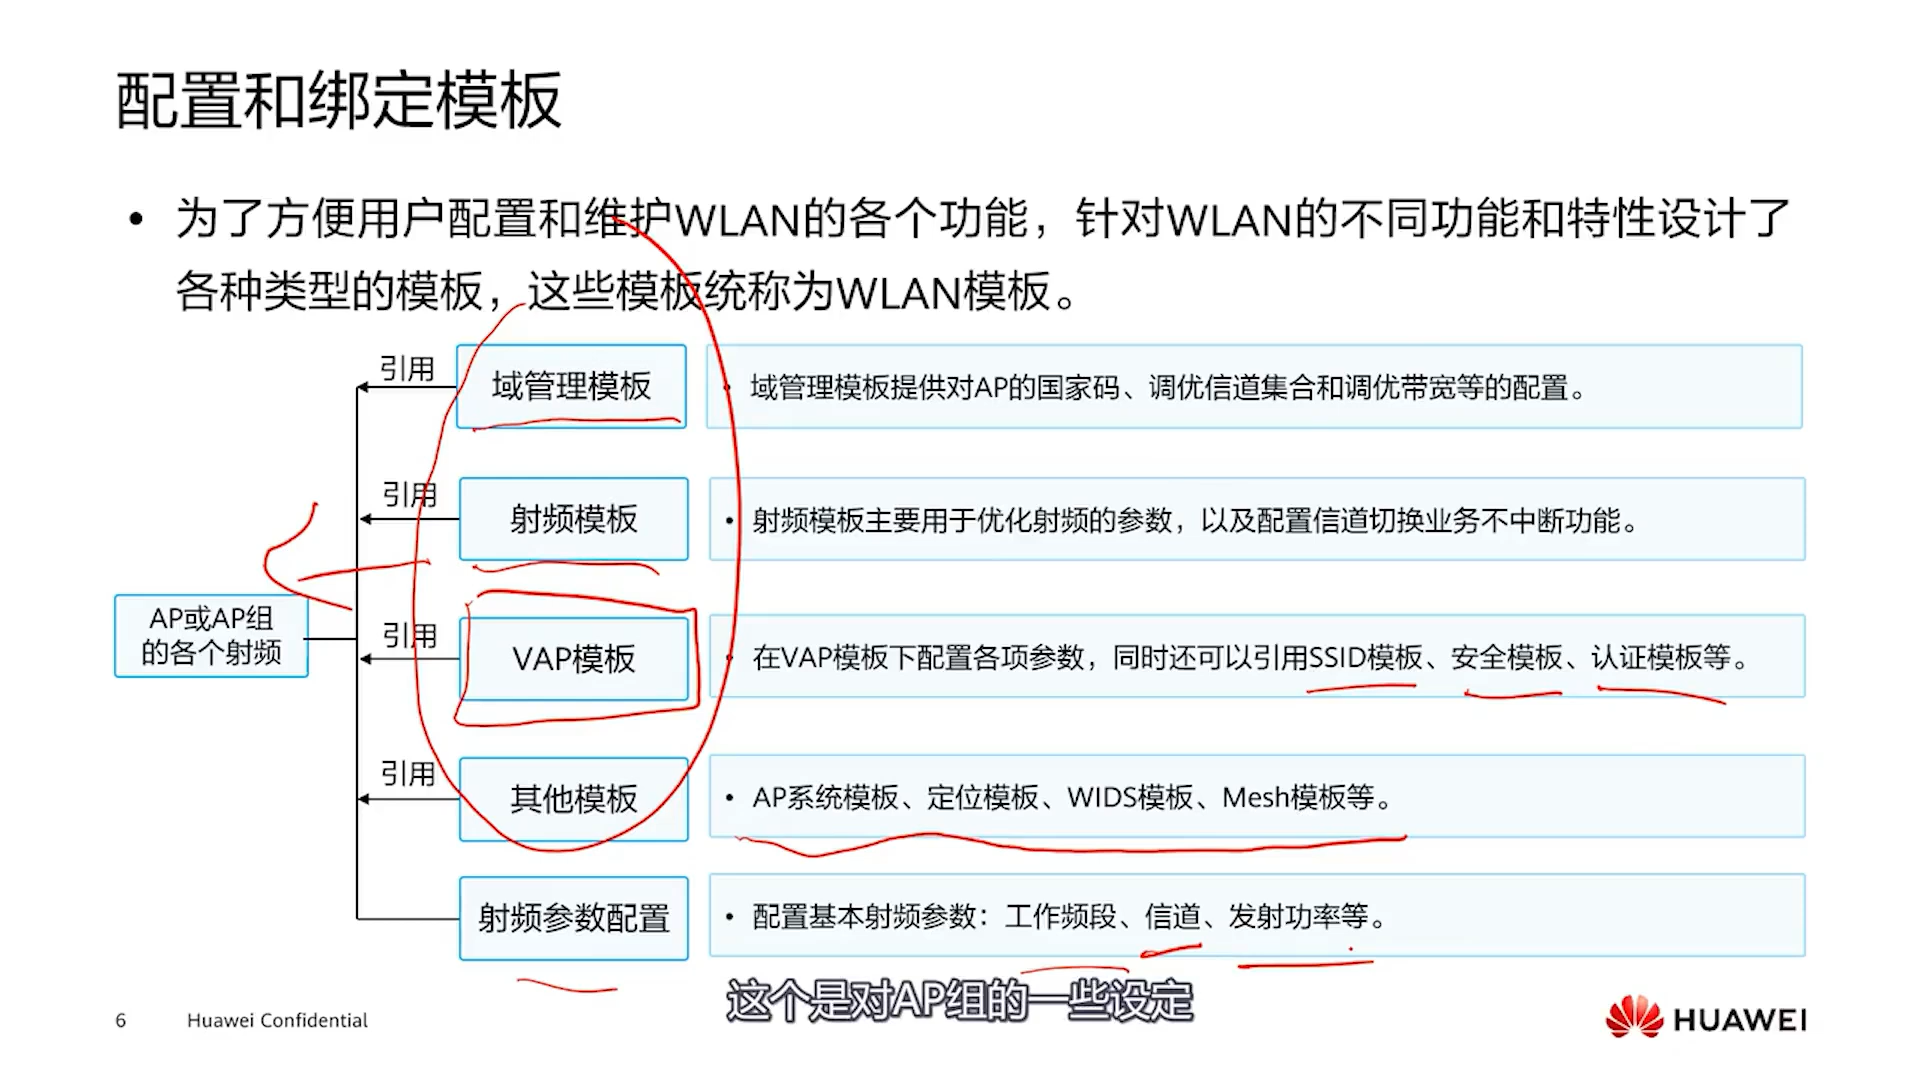 配置和绑定模板
• 为了方便用户配置和维护WLAN的各个功能，针对WLAN的不同功能和特性设计了
各种类型的模板，这些模板统称为WLAN模板。
引用
域管理模板
• 域管理模板提供对AP的国家码、调优信道集合和调优带宽等的配置。
引用
射频模板
• 射频模板主要用于优化射频的参数，以及配置信道切换业务不中断功能。
AP或AP组
的各个射频
引用
VAP模板
• 在VAP模板下配置各项参数，同时还可以引用SSID模板、安全模板、认证模板等。
引用
其他模板
• AP系统模板、定位模板、WIDS模板、Mesh模板等。
射频参数配置
• 配置基本射频参数：工作频段、信道、发射功率等。
这个是对AP组的一些设定
6 Huawei Confidential
HUAWEI